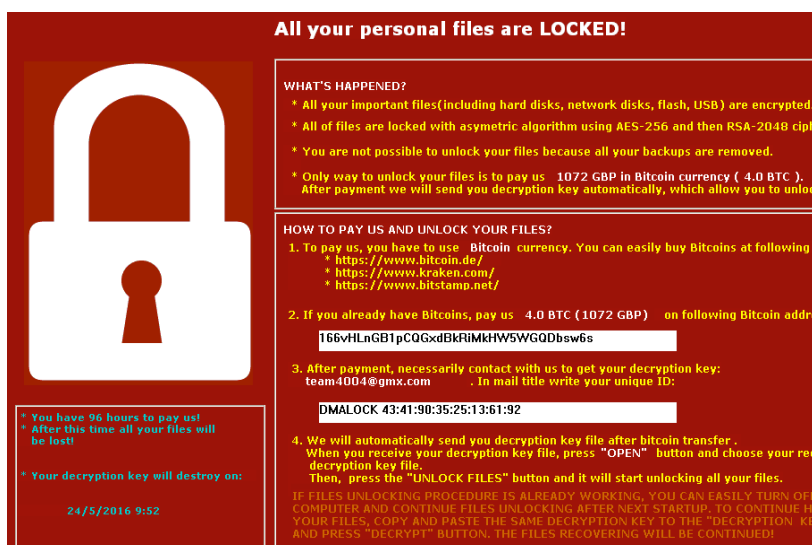 All your personal files are LOCKED!
WHAT'S HAPPENED?
* All your important files(including hard disks, network disks, flash, USB) are encrypted.
* All of files are locked with asymetric algorithm using AES-256 and then RSA-2048
* You are not possible to unlock your files because all your backups are removed.
* Only way to unlock your files is to pay us 1072 GBP in Bitcoin currency ( 4.0 BTC ).
After payment we will send you decryption key automatically, which allow you to
HOW TO PAY US AND UNLOCK YOUR FILES?
1. To pay us, you have to use Bitcoin currency. You can easily buy Bitcoins at following
* https://www.bitcoin.de/
* https://www.kraken.com/
* https://www.bitstamp.net/
2. If you already have Bitcoins, pay us 4.0 BTC (1072 GBP) on following Bitcoin
166vHLnGB1pCQGxdBkRiMkHW5WGQDbsw6s
3. After payment, necessarily contact with us to get your decryption key:
team4004@gmx.com . In mail title write your unique ID:
DMALOCK 43:41:90:35:25:13:61:92
4. We will automatically send you decryption key file after bitcoin transfer .
When you receive your decryption key file, press "OPEN" button and choose your
decryption key file.
Then, press the "UNLOCK FILES" button and it will start unlocking all your files.
IF FILES UNLOCKING PROCEDURE IS ALREADY WORKING, YOU CAN EASILY TURN
COMPUTER AND CONTINUE FILES UNLOCKING AFTER NEXT STARTUP. TO CONTINUE
YOUR FILES, COPY AND PASTE THE SAME DECRYPTION KEY TO THE "DECRYPTION
AND PRESS "DECRYPT" BUTTON. THE FILES RECOVERING WILL BE CONTINUED!
* You have 96 hours to pay us!
* After this time all your files will
be lost!
* Your decryption key will destroy on:
24/5/2016 9:52